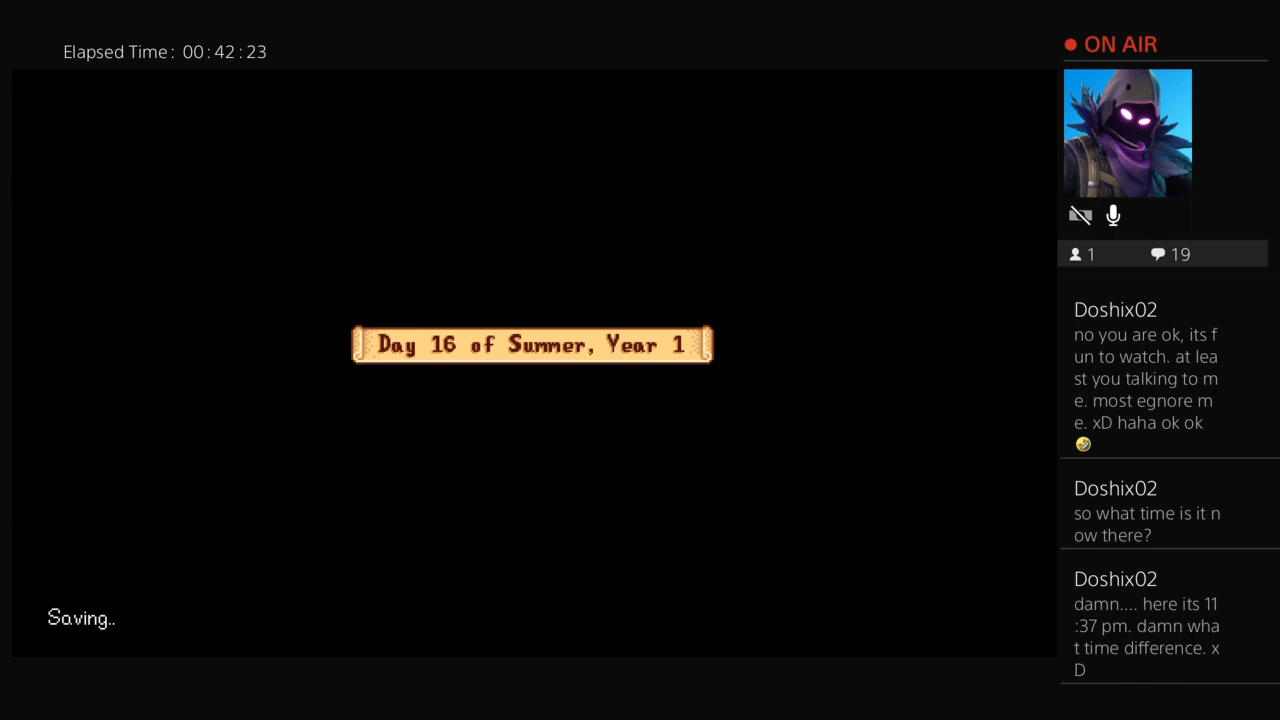 Elapsed Time: 00:42:23
ON AIR
1 19
Day 16 of Summer, Year 1
Saving..
Doshix02
no you are ok, its f
un to watch. at lea
st you talking to m
e. most egnore m
e. xD haha ok ok
🤣
Doshix02
so what time is it n
ow there?
Doshix02
damn.... here its 11
:37 pm. damn wha
t time difference. x
D